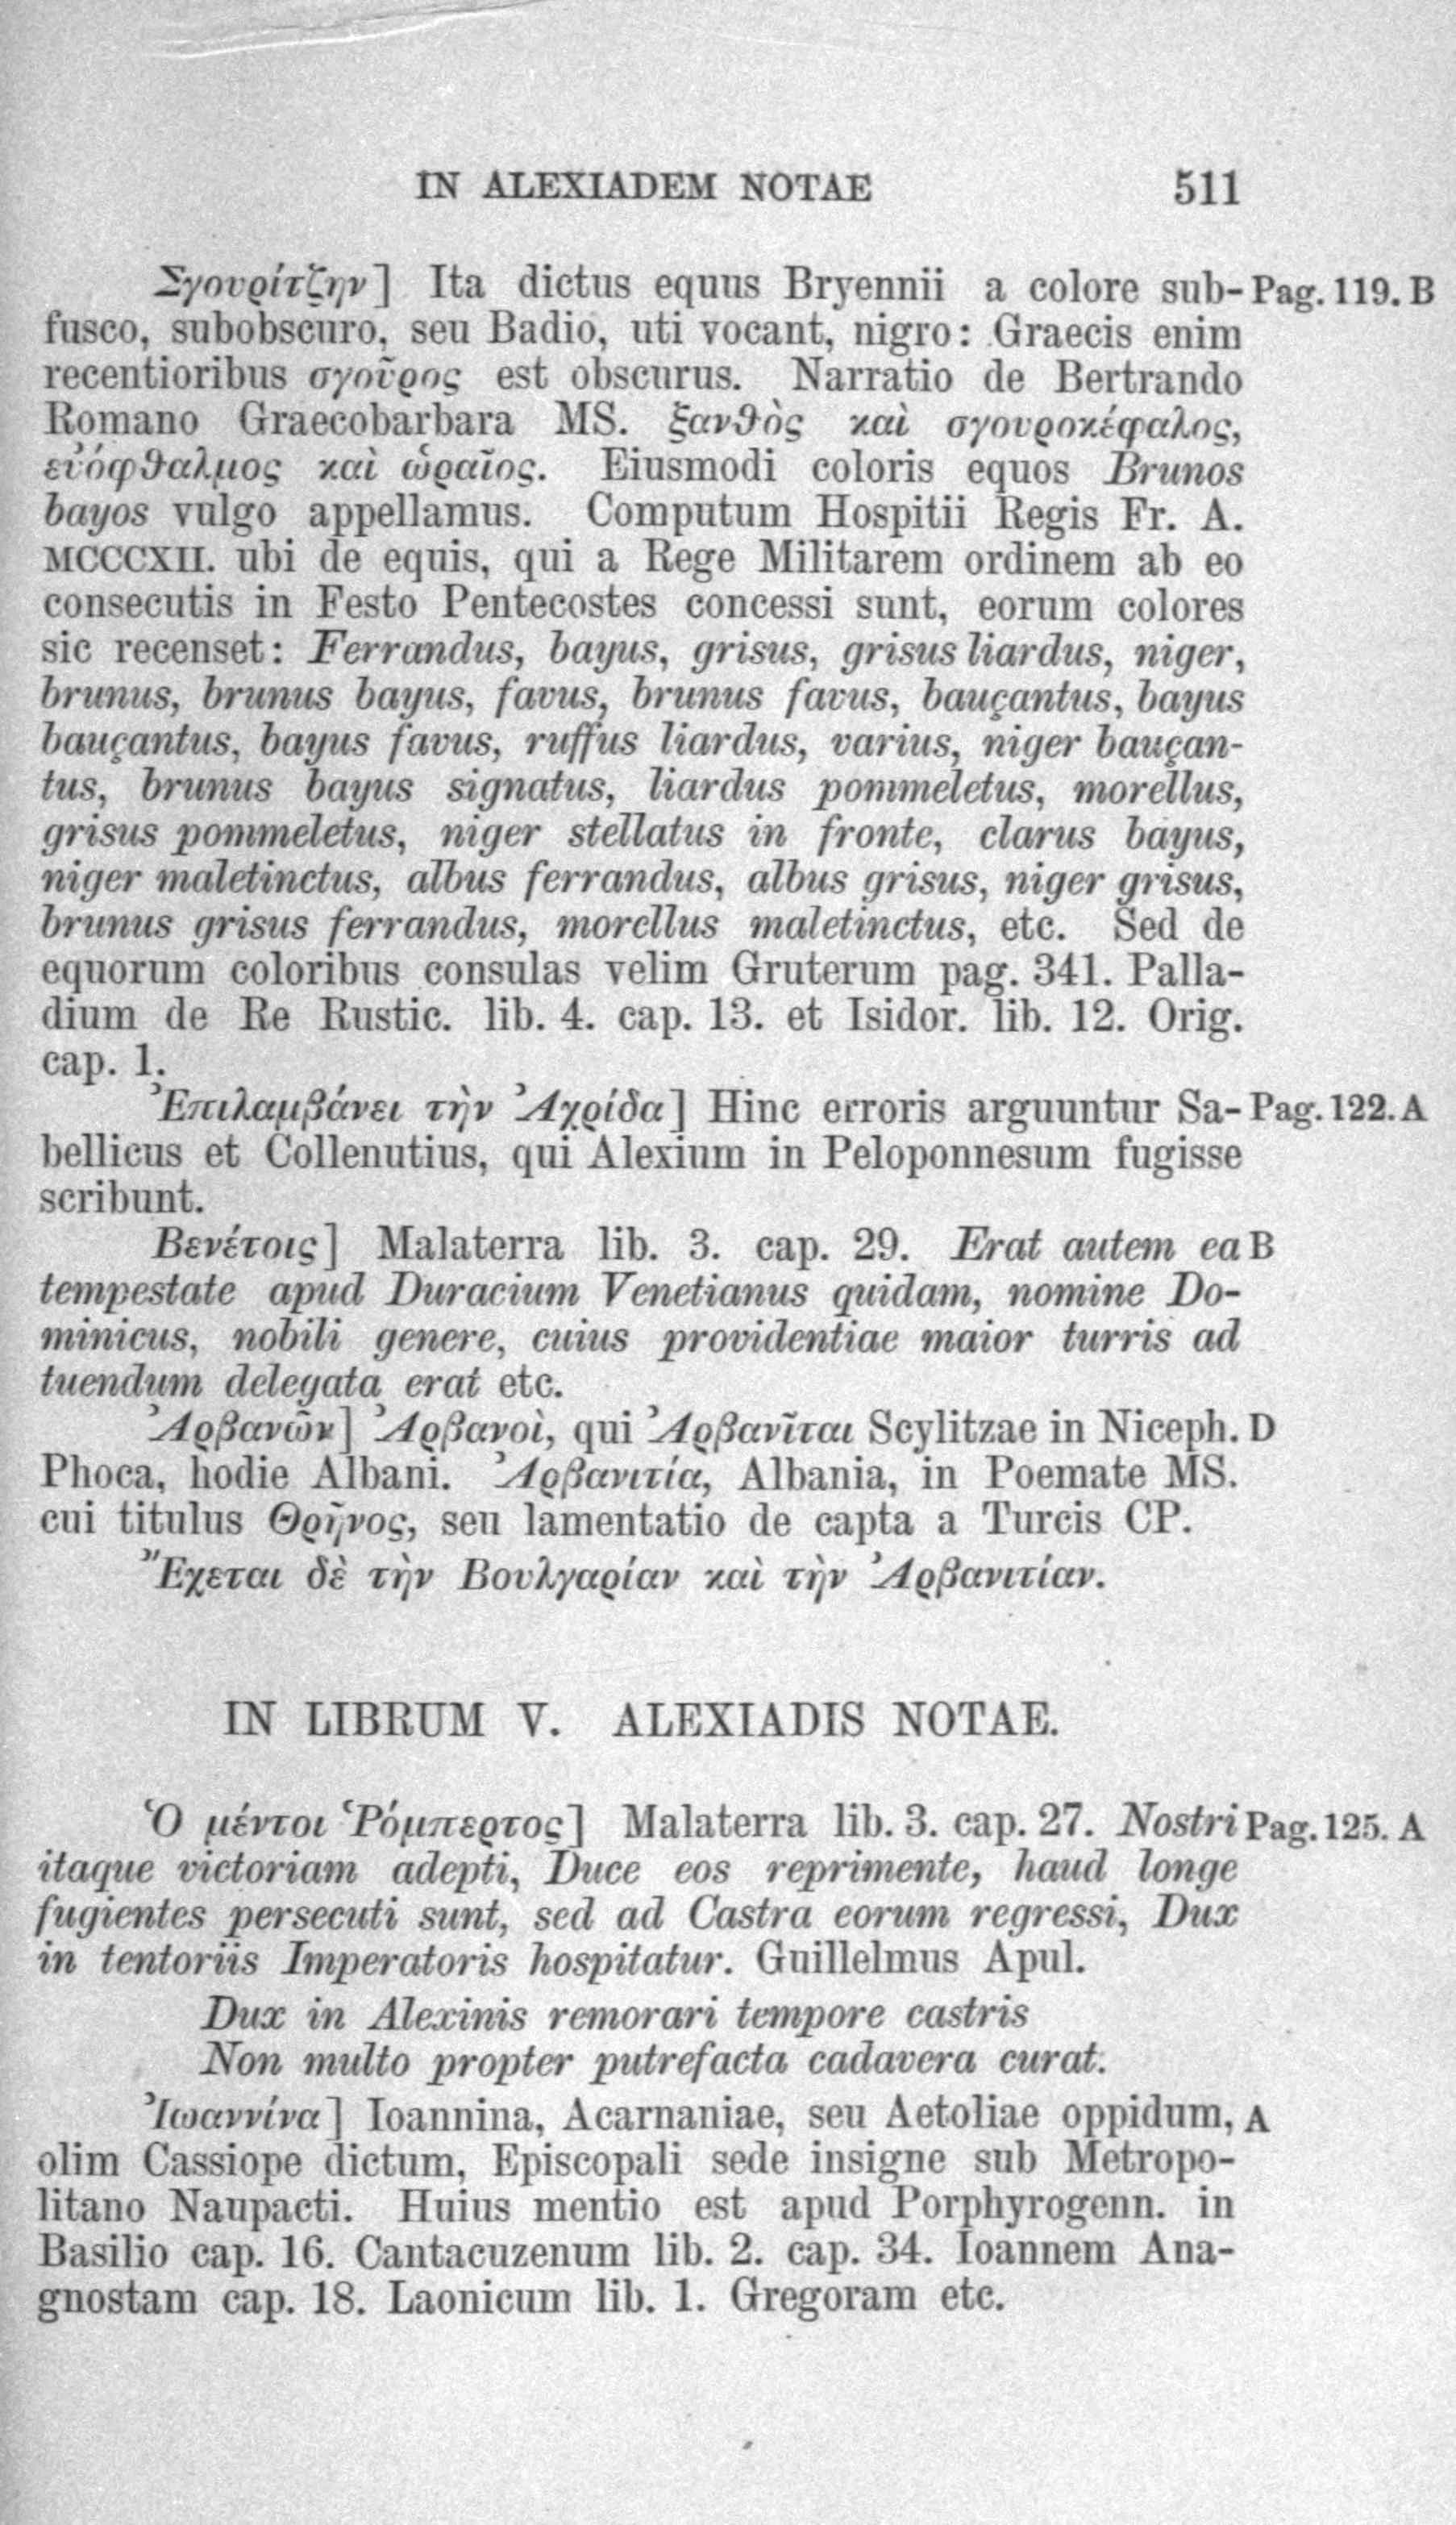 IN ALEXIADEM NOTAE 511
Σγουρίτζην] Ita dictus equus Bryennii a colore sub- Pag. 119. B
fusco, subobscuro, seu Badio, uti vocant, nigro: Graecis enim
recentioribus σγοῦρος est obscurus. Narratio de Bertrando
Romano Graecobarbara MS. ξανθὸς καὶ σγουροκέφαλος,
εὐόφθαλμος καὶ ὡραῖος. Eiusmodi coloris equos Brunos
bayos vulgo appellamus. Computum Hospitii Regis Fr. A.
MCCCXII. ubi de equis, qui a Rege Militarem ordinem ab eo
consecutis in Festo Pentecostes concessi sunt, eorum colores
sic recenset: Ferrandus, bayus, grisus, grisus liardus, niger,
brunus, brunus bayus, favus, brunus favus, bauçantus, bayus
bauçantus, bayus favus, ruffus liardus, varius, niger bauçan-
tus, brunus bayus signatus, liardus pommeletus, morellus,
grisus pommeletus, niger stellatus in fronte, clarus bayus,
niger maletinctus, albus ferrandus, albus grisus, niger grisus,
brunus grisus ferrandus, morellus maletinctus, etc. Sed de
equorum coloribus consulas velim Gruterum pag. 341. Palla-
dium de Re Rustic. lib. 4. cap. 13. et Isidor. lib. 12. Orig.
cap. 1.
Ἐπιλαμβάνει τὴν Ἀχρίδα] Hinc erroris arguuntur Sa- Pag. 122. A
bellicus et Collenutius, qui Alexium in Peloponnesum fugisse
scribunt.
Βενέτοις] Malaterra lib. 3. cap. 29. Erat autem ea B
tempestate apud Duracium Venetianus quidam, nomine Do-
minicus, nobili genere, cuius providentiae maior turris ad
tuendum delegata erat etc.
Ἀρβανῶν] Ἀρβανοὶ, qui Ἀρβανῖται Scylitzae in Niceph. D
Phoca, hodie Albani. Ἀρβανιτία, Albania, in Poemate MS.
cui titulus Θρῆνος, seu lamentatio de capta a Turcis CP.
Ἔχεται δὲ τὴν Βουλγαρίαν καὶ τὴν Ἀρβανιτίαν.
IN LIBRUM V. ALEXIADIS NOTAE.
Ὁ μέντοι Ῥόμπερτος] Malaterra lib. 3. cap. 27. Nostri Pag. 125. A
itaque victoriam adepti, Duce eos reprimente, haud longe
fugientes persecuti sunt, sed ad Castra eorum regressi, Dux
in tentoriis Imperatoris hospitatur. Guillelmus Apul.
Dux in Alexinis remorari tempore castris
Non multo propter putrefacta cadavera curat.
Ἰωαννίνα] Ioannina, Acarnaniae, seu Aetoliae oppidum, A
olim Cassiope dictum, Episcopali sede insigne sub Metropo-
litano Naupacti. Huius mentio est apud Porphyrogenn. in
Basilio cap. 16. Cantacuzenum lib. 2. cap. 34. Ioannem Ana-
gnostam cap. 18. Laonicum lib. 1. Gregoram etc.